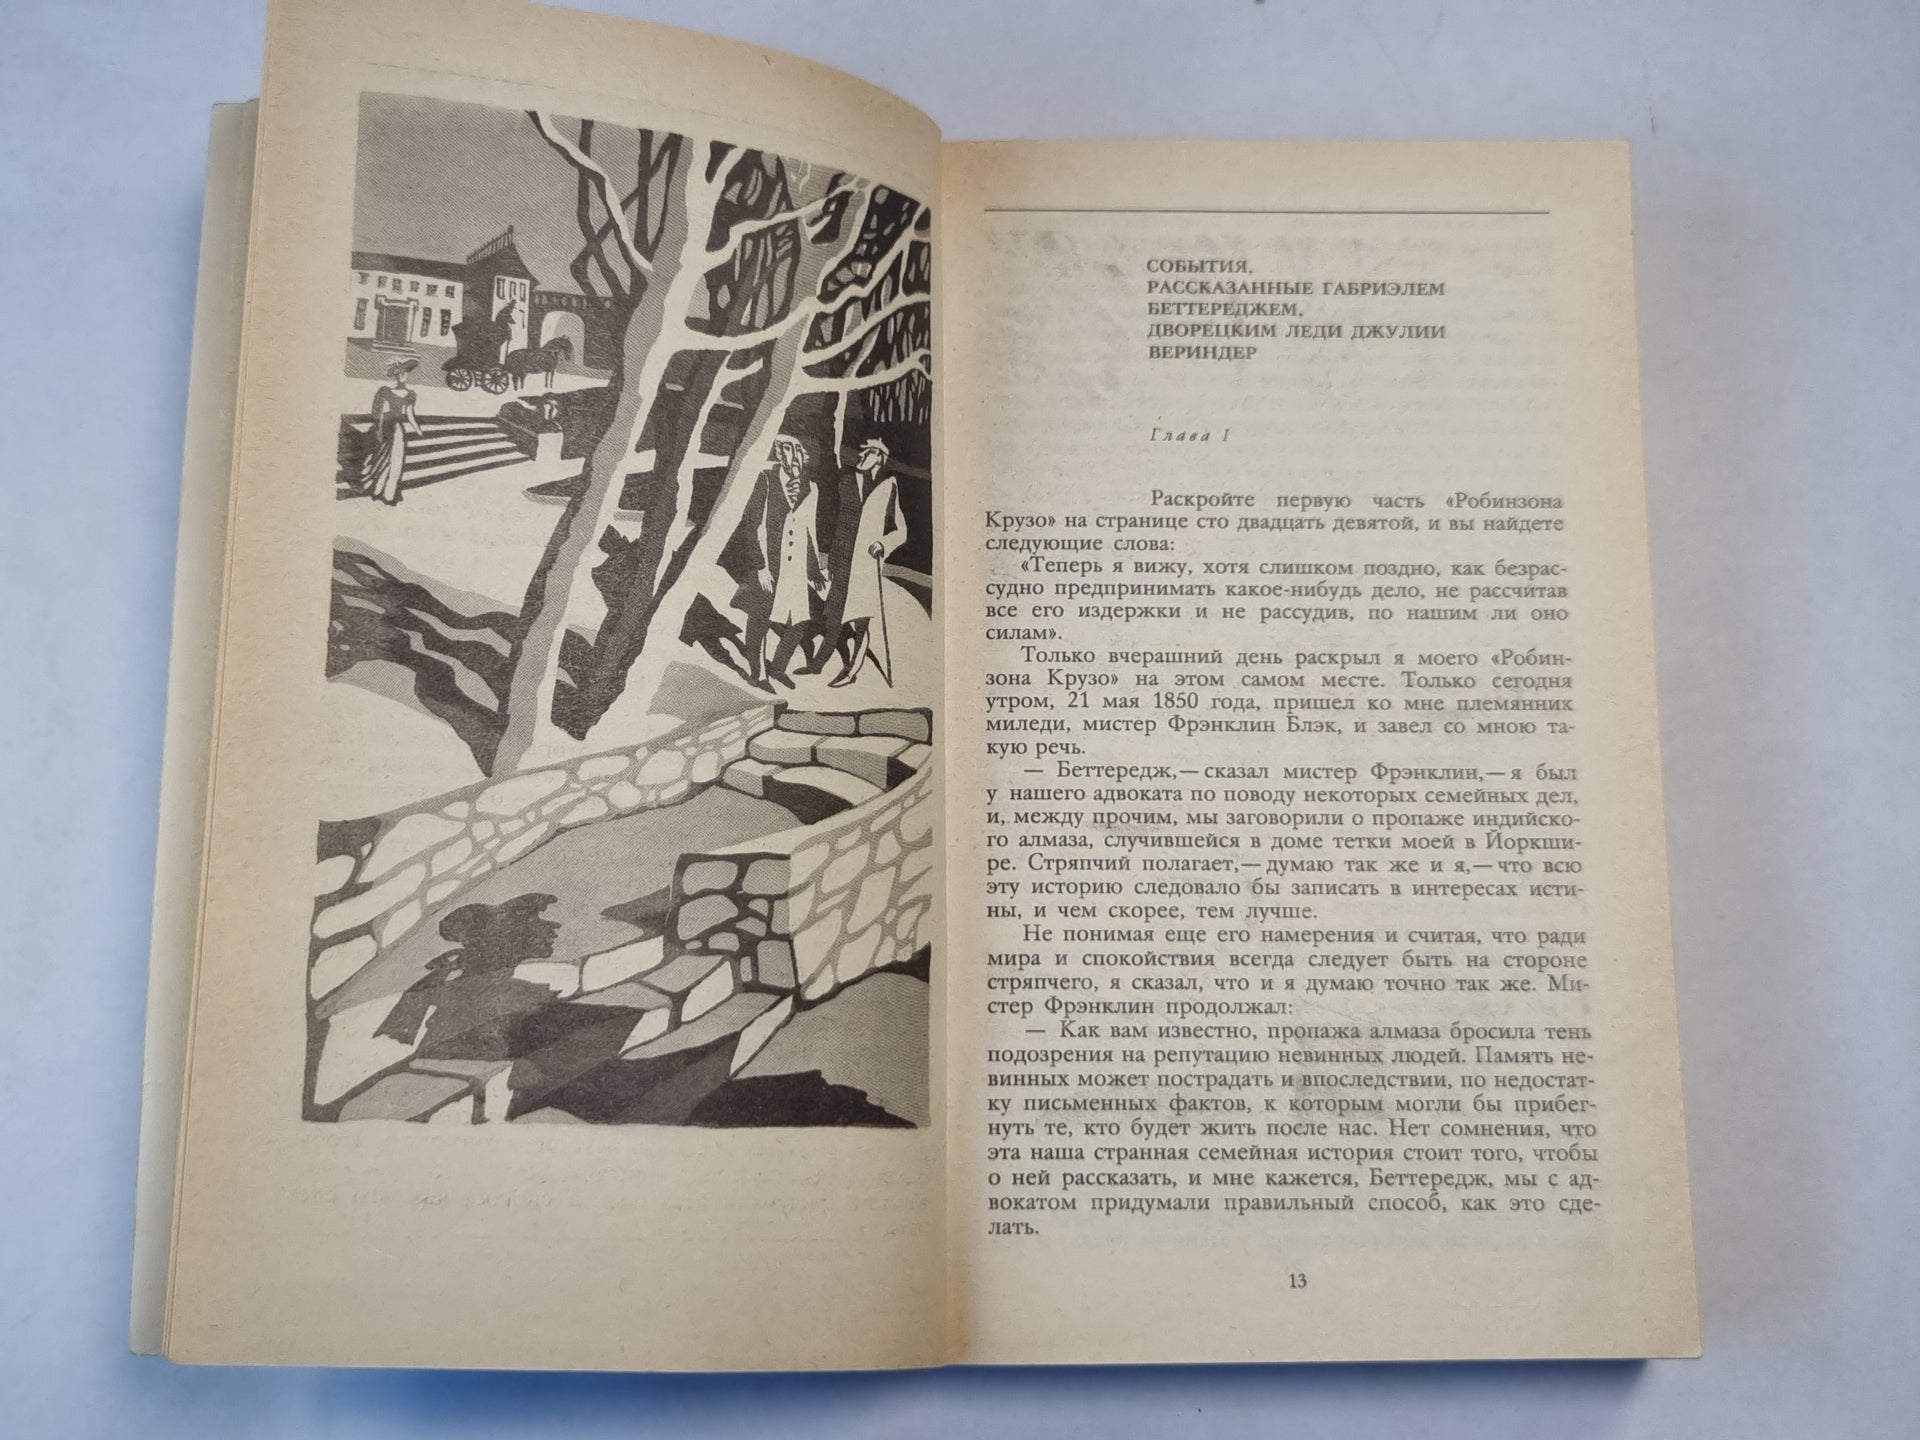 СОБЫТИЯ,
РАССКАЗАННЫЕ ГАБРИЭЛЕМ
БЕТТЕРЕДЖЕМ,
ДВОРЕЦКИМ ЛЕДИ ДЖУЛИИ
ВЕРИНДЕР
Глава 1
Раскройте первую часть «Робинзона
Крузо» на странице сто двадцать девятой, и вы найдете
следующие слова:
«Теперь я вижу, хотя слишком поздно, как безрас-
судно предпринимать какое-нибудь дело, не рассчитав
все его издержки и не рассудив, по нашим ли оно
силам».
Только вчерашний день раскрыл я моего «Робин-
зона Крузо» на этом самом месте. Только сегодня
утром, 21 мая 1850 года, пришел ко мне племянник
миледи, мистер Фрэнклин Блэк, и завел со мною та-
кую речь.
— Беттередж,— сказал мистер Фрэнклин,— я был
у нашего адвоката по поводу некоторых семейных дел,
и, между прочим, мы заговорили о пропаже индийско-
го алмаза, случившейся в доме тетки моей в Йоркши-
ре. Стряпчий полагает,— думаю так же и я,— что всю
эту историю следовало бы записать в интересах исти-
ны, и чем скорее, тем лучше.
Не понимая еще его намерения и считая, что ради
мира и спокойствия всегда следует быть на стороне
стряпчего, я сказал, что и я думаю точно так же. Ми-
стер Фрэнклин продолжал:
— Как вам известно, пропажа алмаза бросила тень
подозрения на репутацию невинных людей. Память не-
винных может пострадать и впоследствии, по недостат-
ку письменных фактов, к которым могли бы прибег-
нуть те, кто будет жить после нас. Нет сомнения, что
эта наша странная семейная история стоит того, чтобы
о ней рассказать, и мне кажется, Беттередж, мы с ад-
вокатом придумали правильный способ, как это сде-
лать.
13